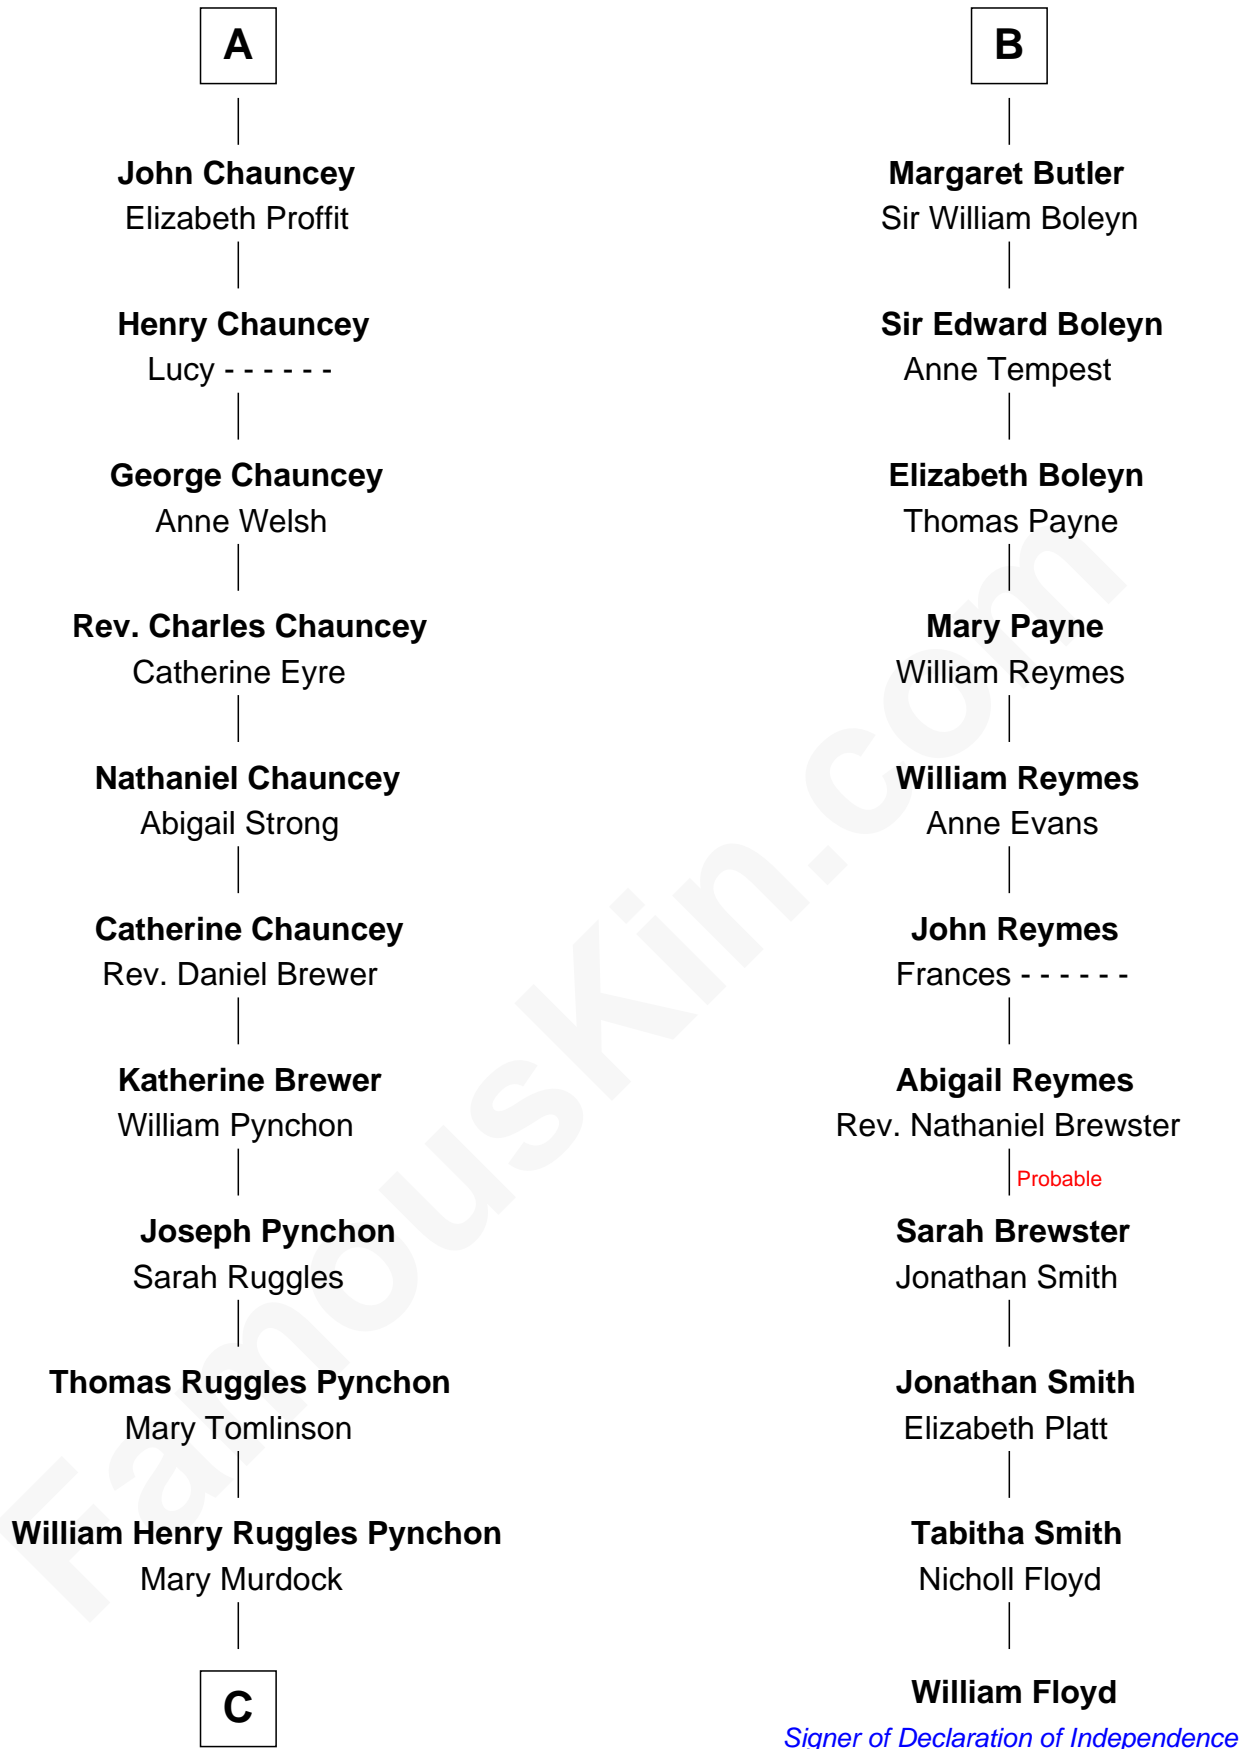 A
John Chauncey
Elizabeth Proffit
Henry Chauncey
Lucy - - - - - -
George Chauncey
Anne Welsh
Rev. Charles Chauncey
Catherine Eyre
Nathaniel Chauncey
Abigail Strong
Catherine Chauncey
Rev. Daniel Brewer
Katherine Brewer
William Pynchon
Joseph Pynchon
Sarah Ruggles
Thomas Ruggles Pynchon
Mary Tomlinson
William Henry Ruggles Pynchon
Mary Murdock
C
B
Margaret Butler
Sir William Boleyn
Sir Edward Boleyn
Anne Tempest
Elizabeth Boleyn
Thomas Payne
Mary Payne
William Reymes
William Reymes
Anne Evans
John Reymes
Frances - - - - - -
Abigail Reymes
Rev. Nathaniel Brewster
Probable
Sarah Brewster
Jonathan Smith
Jonathan Smith
Elizabeth Platt
Tabitha Smith
Nicholl Floyd
William Floyd
Signer of Declaration of Independence
FamousKin.com